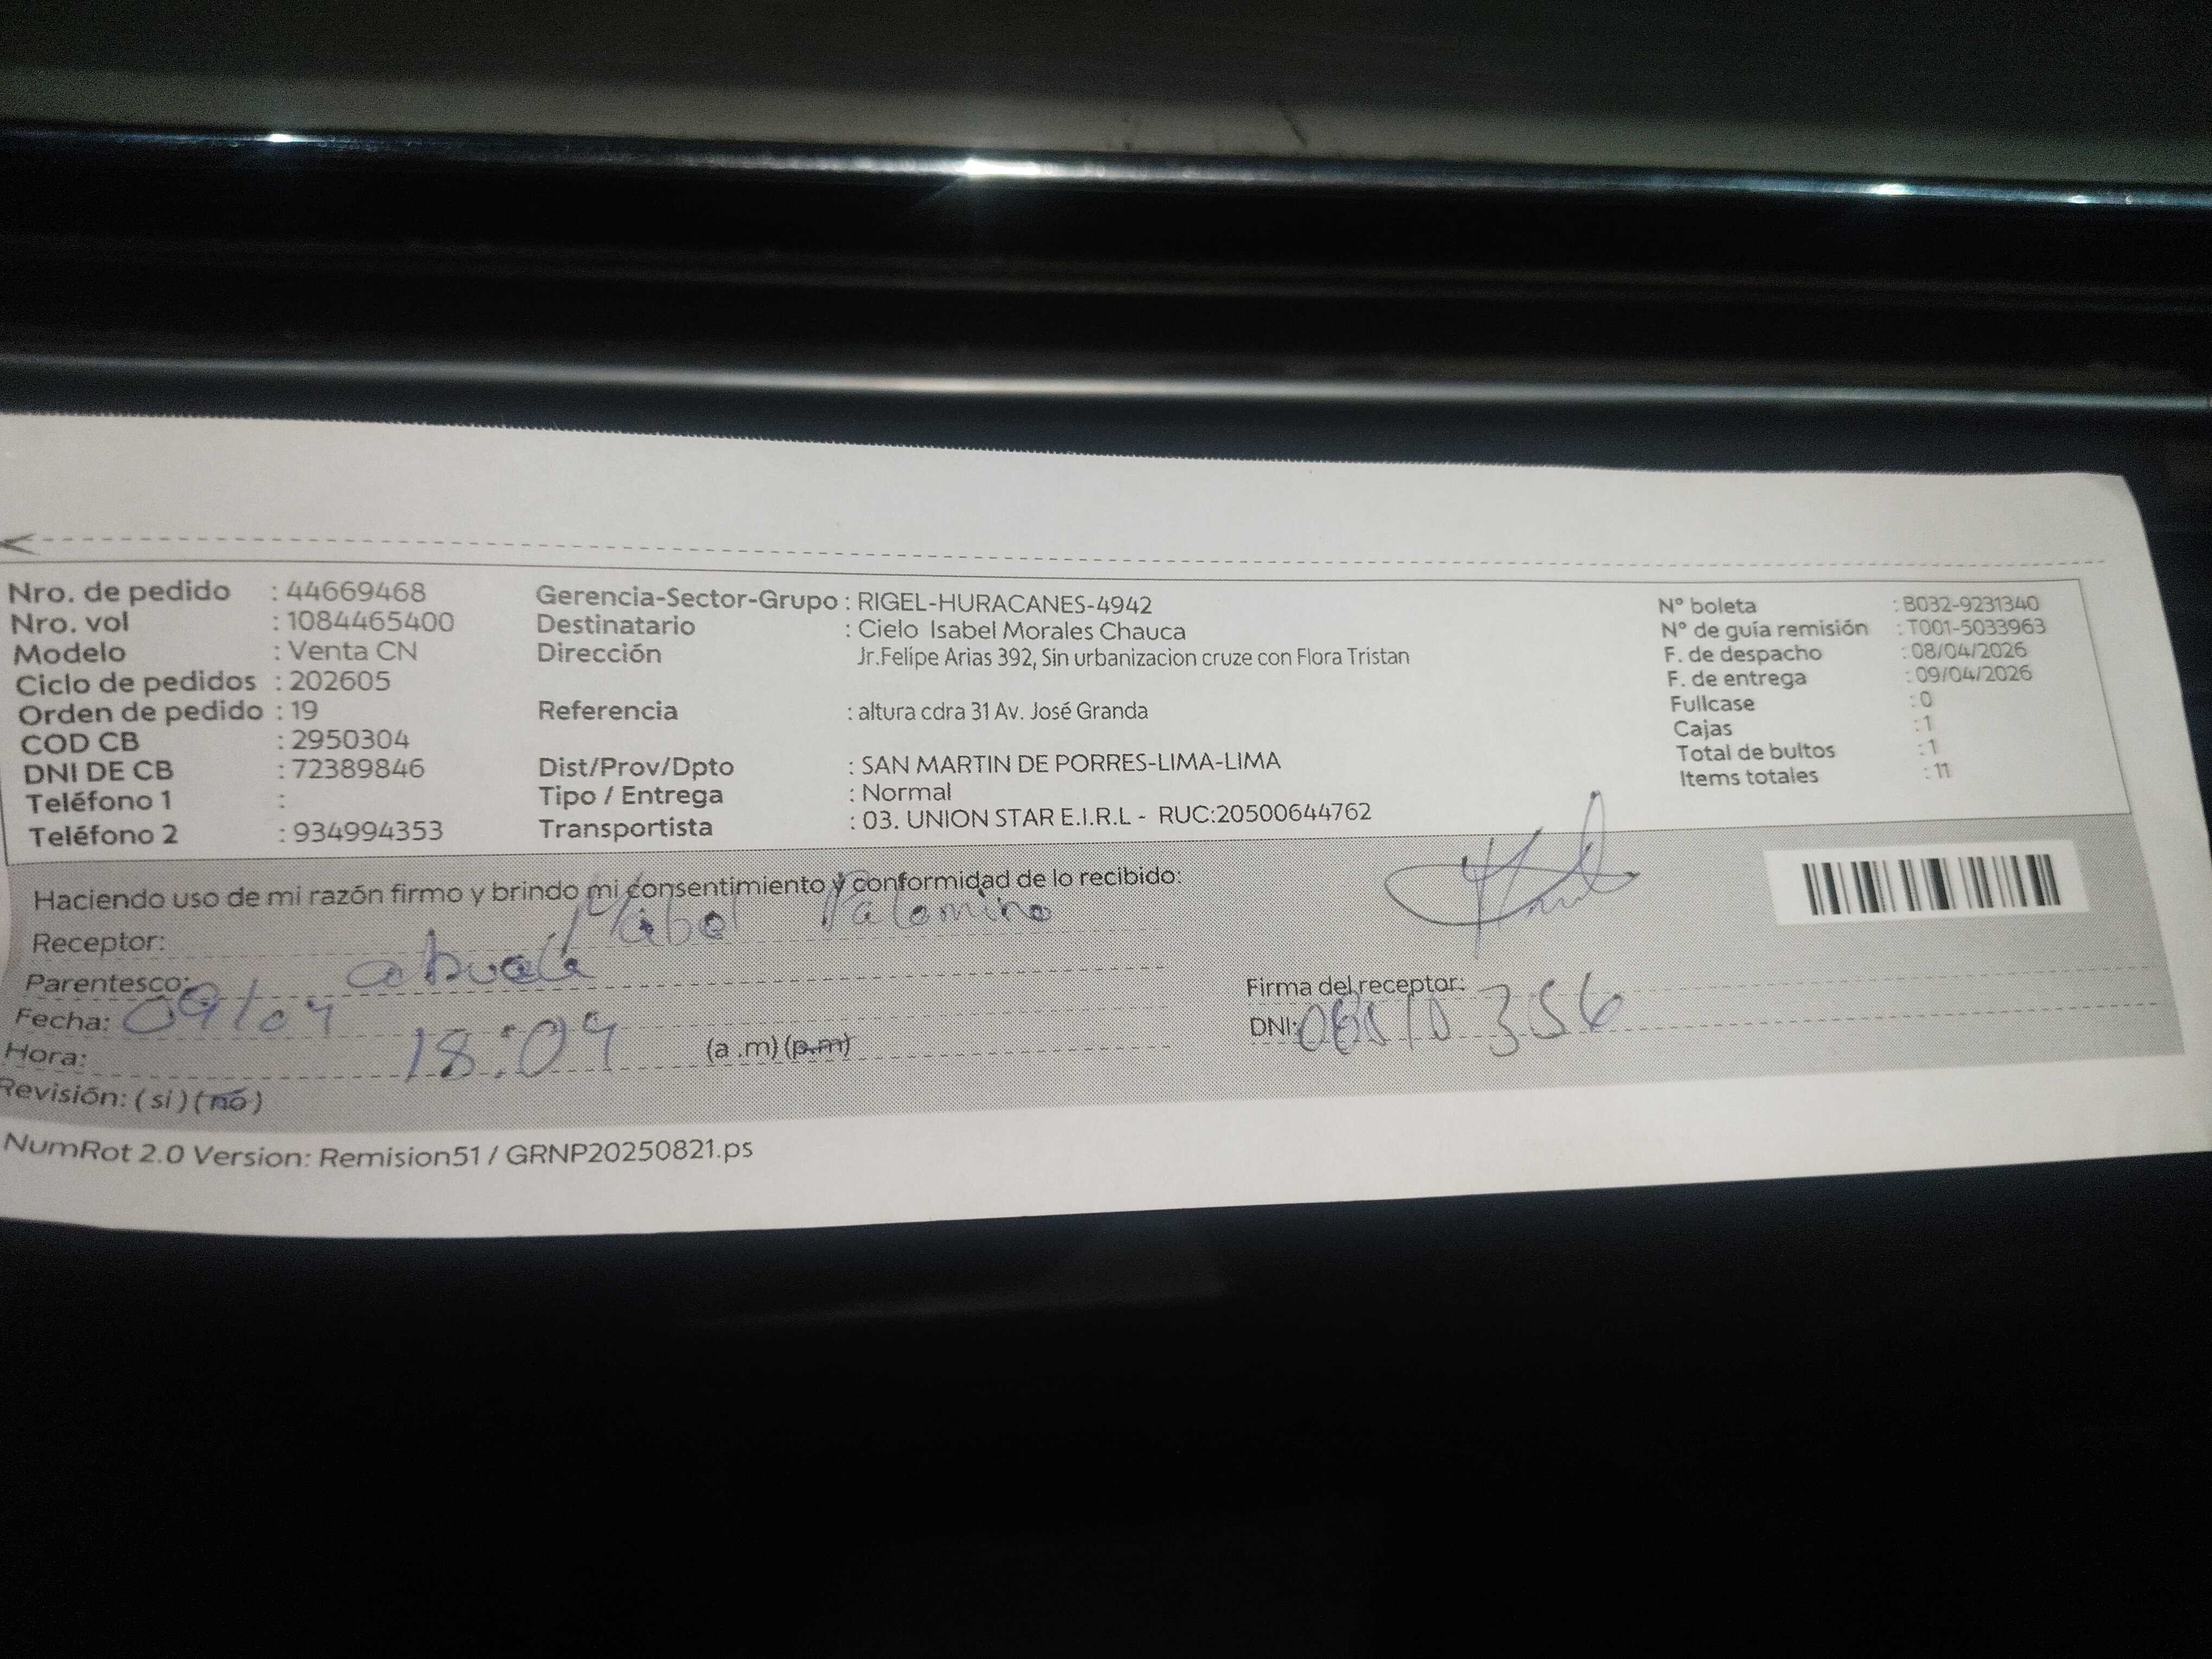 Nro. de pedido : 44669468
Nro. vol : 1084465400
Modelo : Venta CN
Ciclo de pedidos : 202605
Orden de pedido : 19
COD CB : 2950304
DNI DE CB : 72389846
Teléfono 1 :
Teléfono 2 : 934994353
Gerencia-Sector-Grupo : RIGEL-HURACANES-4942
Destinatario : Cielo Isabel Morales Chauca
Dirección Jr.Felipe Arias 392, Sin urbanizacion cruze con Flora Tristan
Referencia : altura cdra 31 Av. José Granda
Dist/Prov/Dpto : SAN MARTIN DE PORRES-LIMA-LIMA
Tipo / Entrega : Normal
Transportista : 03. UNION STAR E.I.R.L - RUC:20500644762
N° boleta : B032-9231340
N° de guía remisión : T001-5033963
F. de despacho : 08/04/2026
F. de entrega : 09/04/2026
Fullcase : 0
Cajas : 1
Total de bultos : 1
Items totales : 11
Haciendo uso de mi razón firmo y brindo mi consentimiento y conformidad de lo recibido:
Receptor: Palomino
Parentesco:
Fecha: 09/04
Hora: 18:09 (a .m) (p.m)
Revisión: ( si ) ( no )
Firma del receptor:
DNI:
NumRot 2.0 Version: Remision51 / GRNP20250821.ps